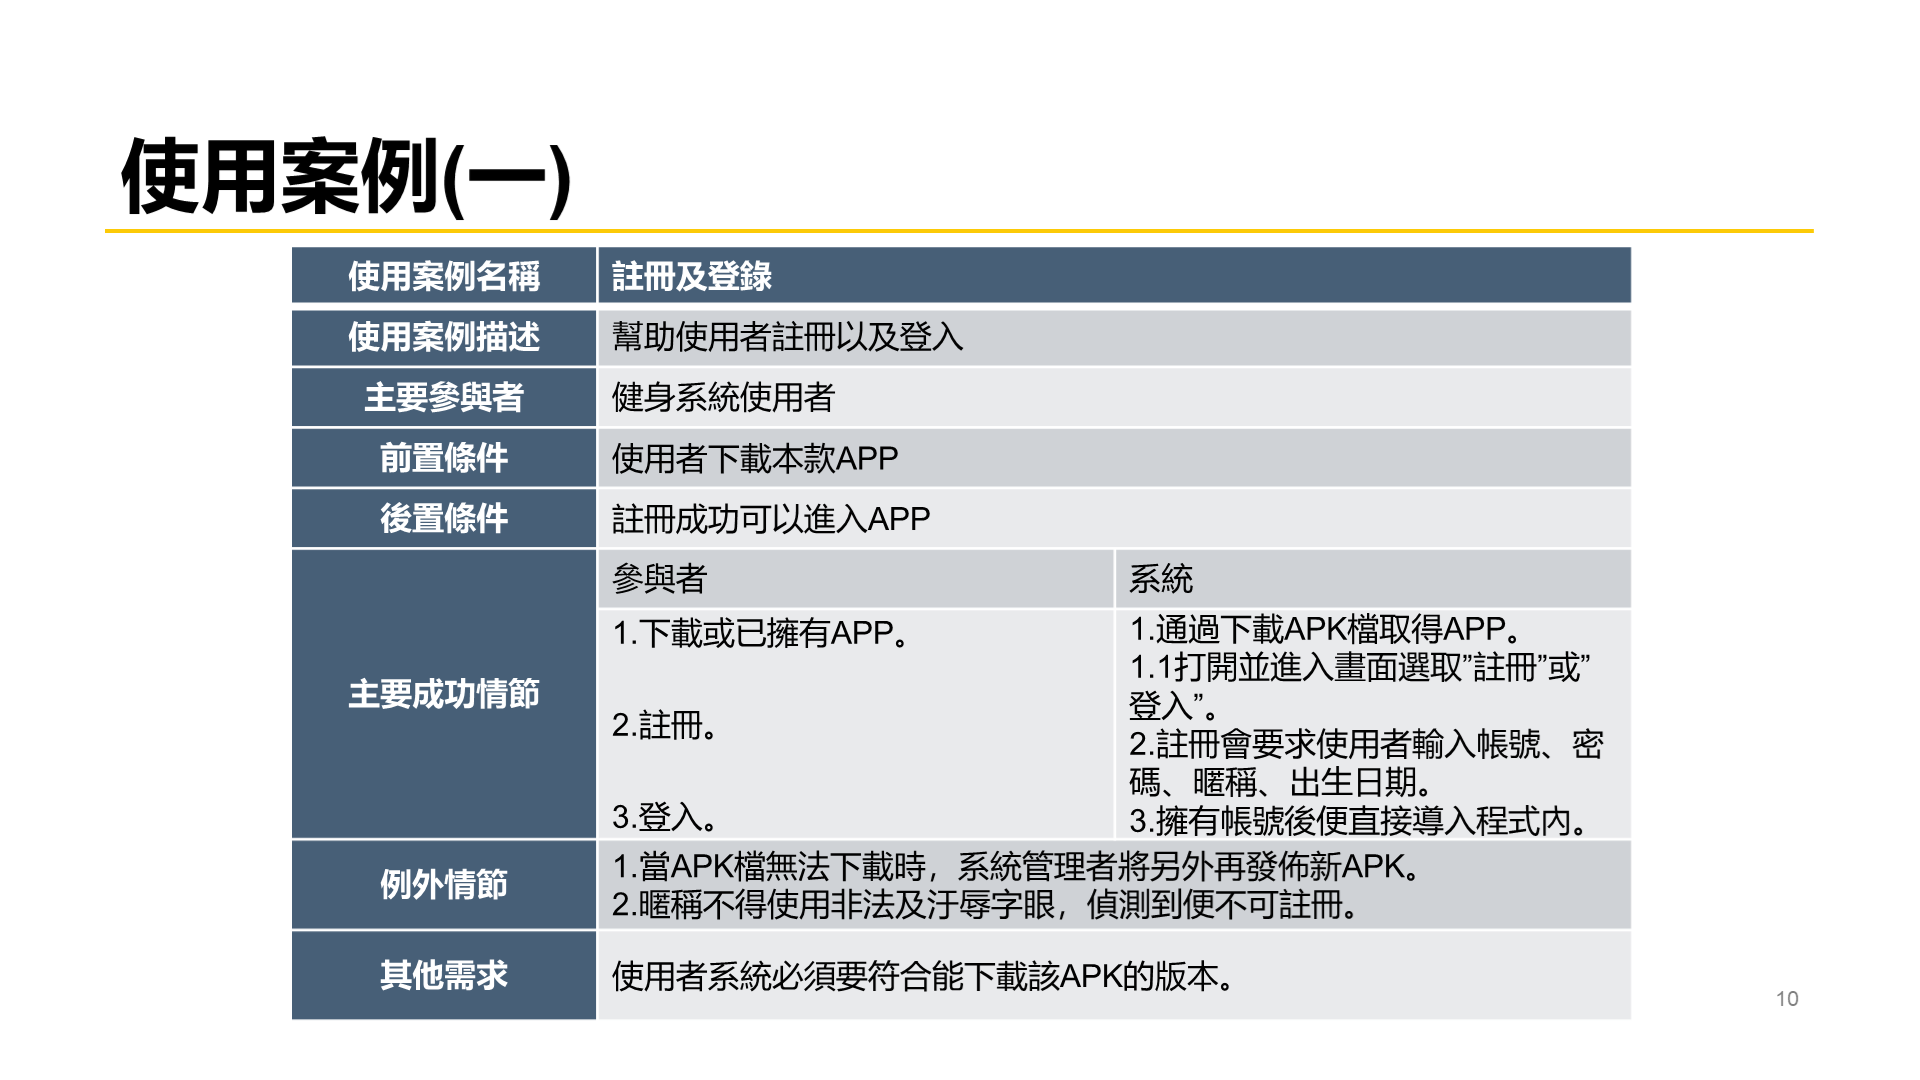 使用案例(一)
使用案例名稱
註冊及登錄
使用案例描述
幫助使用者註冊以及登入
主要參與者
健身系統使用者
前置條件
使用者下載本款APP
後置條件
註冊成功可以進入APP
主要成功情節
參與者
系統
1.下載或已擁有APP。
2.註冊。
3.登入。
1.通過下載APK檔取得APP。
1.1打開並進入畫面選取”註冊”或”
登入”。
2.註冊會要求使用者輸入帳號、密
碼、暱稱、出生日期。
3.擁有帳號後便直接導入程式內。
例外情節
1.當APK檔無法下載時，系統管理者將另外再發佈新APK。
2.暱稱不得使用非法及汙辱字眼，偵測到便不可註冊。
其他需求
使用者系統必須要符合能下載該APK的版本。
10